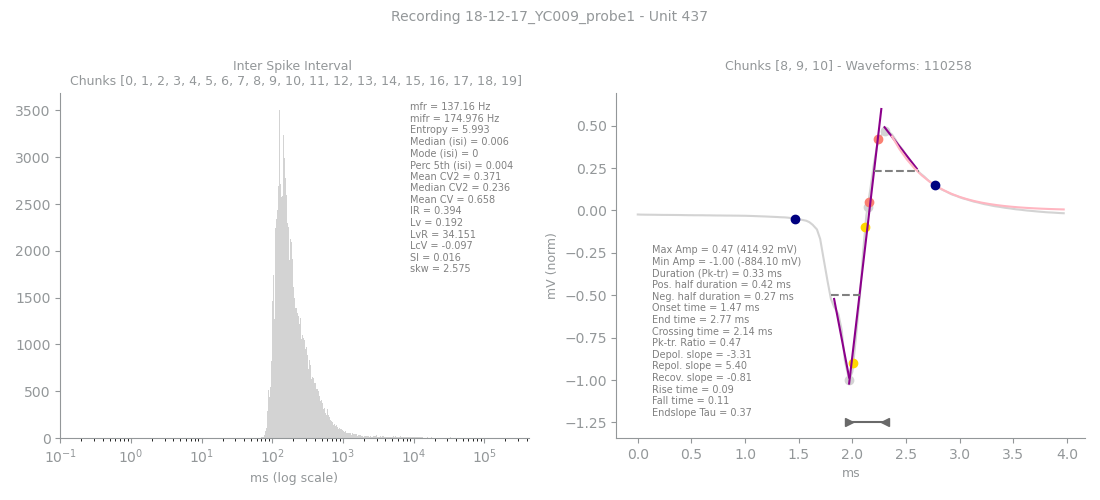 Recording 18-12-17_YC009_probe1 - Unit 437
Inter Spike Interval
Chunks [0, 1, 2, 3, 4, 5, 6, 7, 8, 9, 10, 11, 12, 13, 14, 15, 16, 17, 18, 19]
3500
3000
2500
2000
1500
1000
500
0
mfr = 137.16 Hz
mifr = 174.976 Hz
Entropy = 5.993
Median (isi) = 0.006
Mode (isi) = 0
Perc 5th (isi) = 0.004
Mean CV2 = 0.371
Median CV2 = 0.236
Mean CV = 0.658
IR = 0.394
Lv = 0.192
LvR = 34.151
LcV = -0.097
SI = 0.016
skw = 2.575
10⁻¹ 10⁰ 10¹ 10² 10³ 10⁴ 10⁵
ms (log scale)
Chunks [8, 9, 10] - Waveforms: 110258
mV (norm)
0.50
0.25
0.00
−0.25
−0.50
−0.75
−1.00
−1.25
Max Amp = 0.47 (414.92 mV)
Min Amp = -1.00 (-884.10 mV)
Duration (Pk-tr) = 0.33 ms
Pos. half duration = 0.42 ms
Neg. half duration = 0.27 ms
Onset time = 1.47 ms
End time = 2.77 ms
Crossing time = 2.14 ms
Pk-tr. Ratio = 0.47
Depol. slope = -3.31
Repol. slope = 5.40
Recov. slope = -0.81
Rise time = 0.09
Fall time = 0.11
Endslope Tau = 0.37
0.0 0.5 1.0 1.5 2.0 2.5 3.0 3.5 4.0
ms